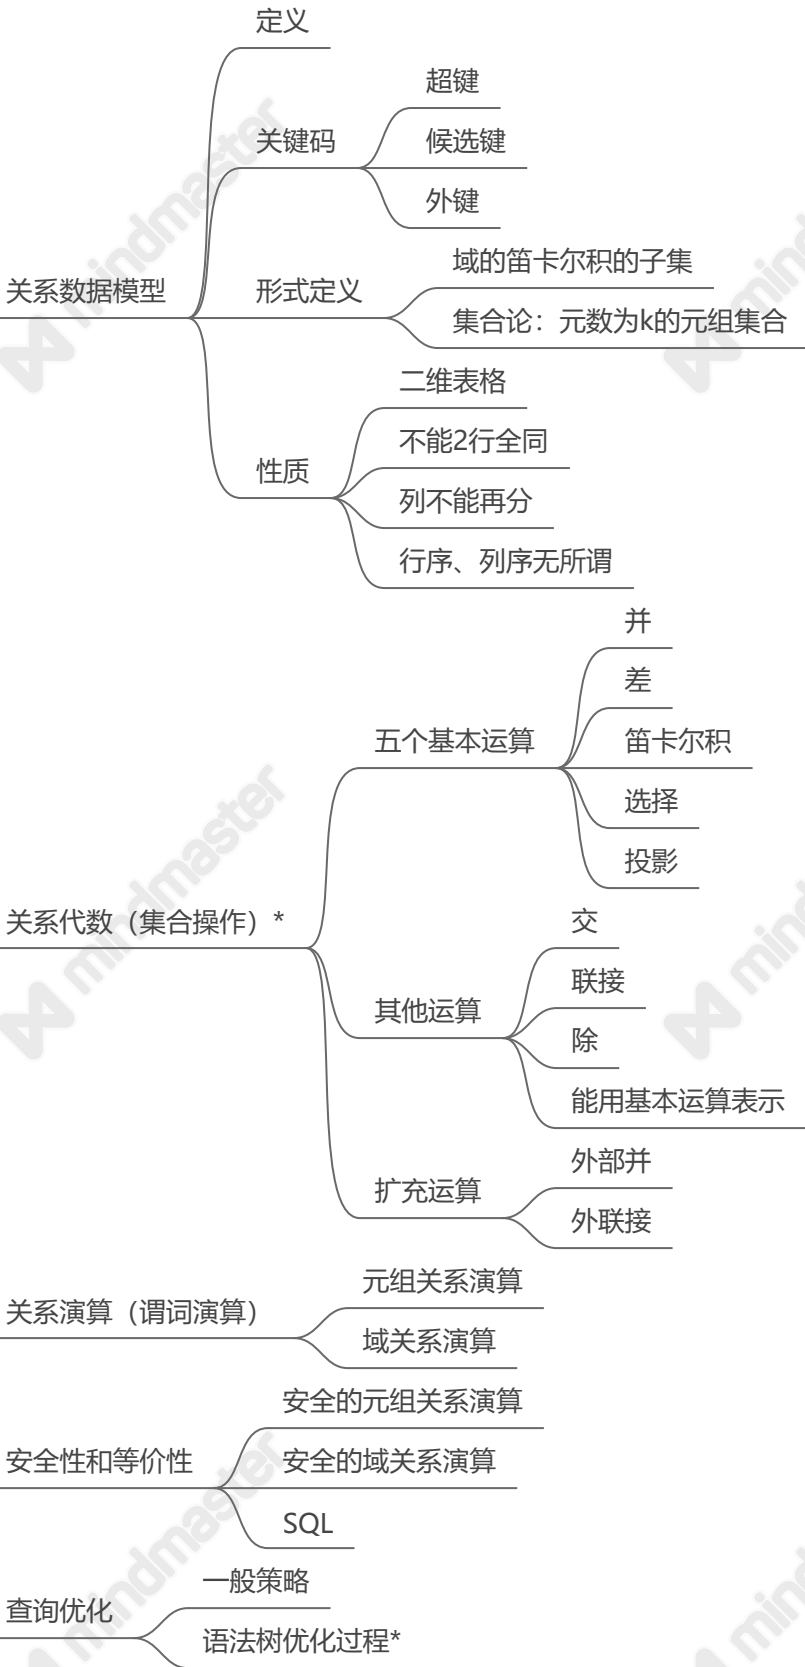 定义
超键
关键码
候选键
外键
域的笛卡尔积的子集
关系数据模型
形式定义
集合论：元数为k的元组集合
二维表格
不能2行全同
性质
列不能再分
行序、列序无所谓
并
差
五个基本运算
笛卡尔积
选择
投影
关系代数（集合操作）*
交
联接
其他运算
除
能用基本运算表示
外部并
扩充运算
外联接
元组关系演算
关系演算（谓词演算）
域关系演算
安全的元组关系演算
安全性和等价性
安全的域关系演算
SQL
一般策略
查询优化
语法树优化过程*
mindmaster
mindmaster
mindmaster